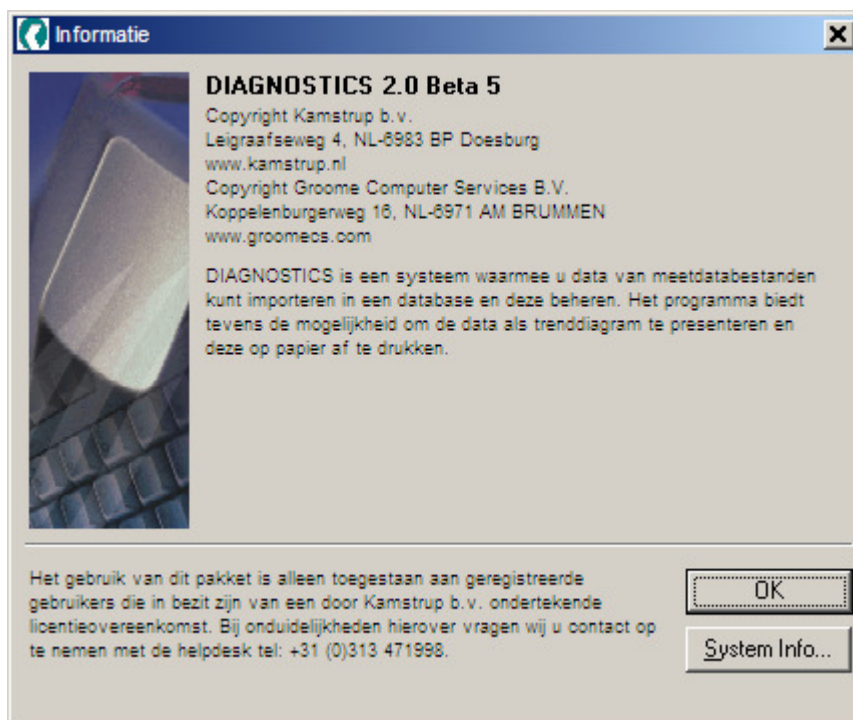 Informatie
DIAGNOSTICS 2.0 Beta 5
Copyright Kamstrup b.v.
Leigraafseweg 4, NL-6983 BP Doesburg
www.kamstrup.nl
Copyright Groome Computer Services B.V.
Koppelenburgerweg 16, NL-6971 AM BRUMMEN
www.groomecs.com
DIAGNOSTICS is een systeem waarmee u data van meetdatabestanden
kunt importeren in een database en deze beheren. Het programma biedt
tevens de mogelijkheid om de data als trenddiagram te presenteren en
deze op papier af te drukken.
Het gebruik van dit pakket is alleen toegestaan aan geregistreerde
gebruikers die in bezit zijn van een door Kamstrup b.v. ondertekende
licentieovereenkomst. Bij onduidelijkheden hierover vragen wij u contact op
te nemen met de helpdesk tel: +31 (0)313 471998.
OK
System Info...